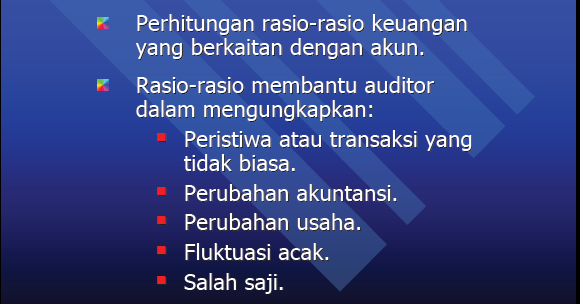 Perhitungan rasio-rasio keuangan
yang berkaitan dengan akun.
Rasio-rasio membantu auditor
dalam mengungkapkan:
Peristiwa atau transaksi yang
tidak biasa.
Perubahan akuntansi.
Perubahan usaha.
Fluktuasi acak.
Salah saji.